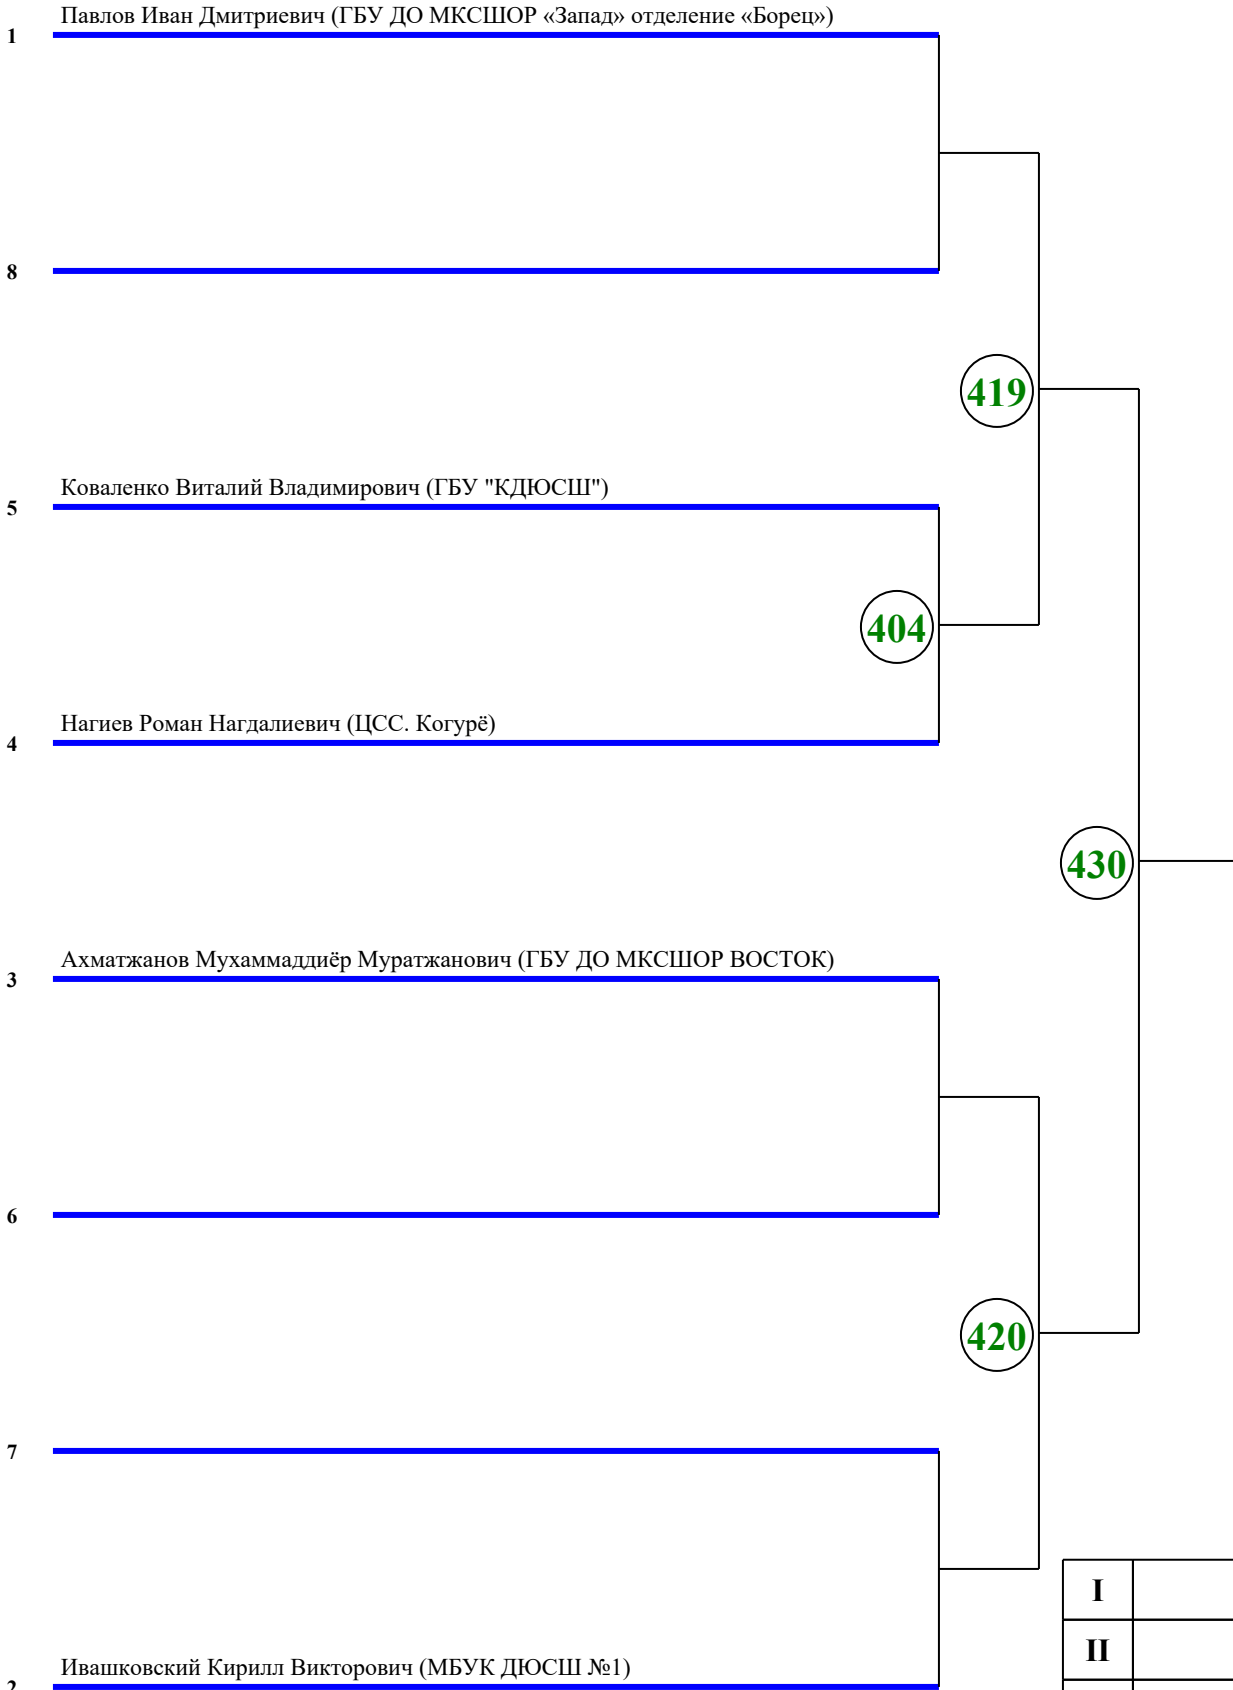 Павлов Иван Дмитриевич (ГБУ ДО МКСШОР «Запад» отделение «Борец»)
1
8
419
Коваленко Виталий Владимирович (ГБУ "КДЮСШ")
5
404
Нагиев Роман Нагдалиевич (ЦСС. Когурё)
4
430
Ахматжанов Мухаммаддиёр Муратжанович (ГБУ ДО МКСШОР ВОСТОК)
3
6
420
7
I
II
Ивашковский Кирилл Викторович (МБУК ДЮСШ №1)
2